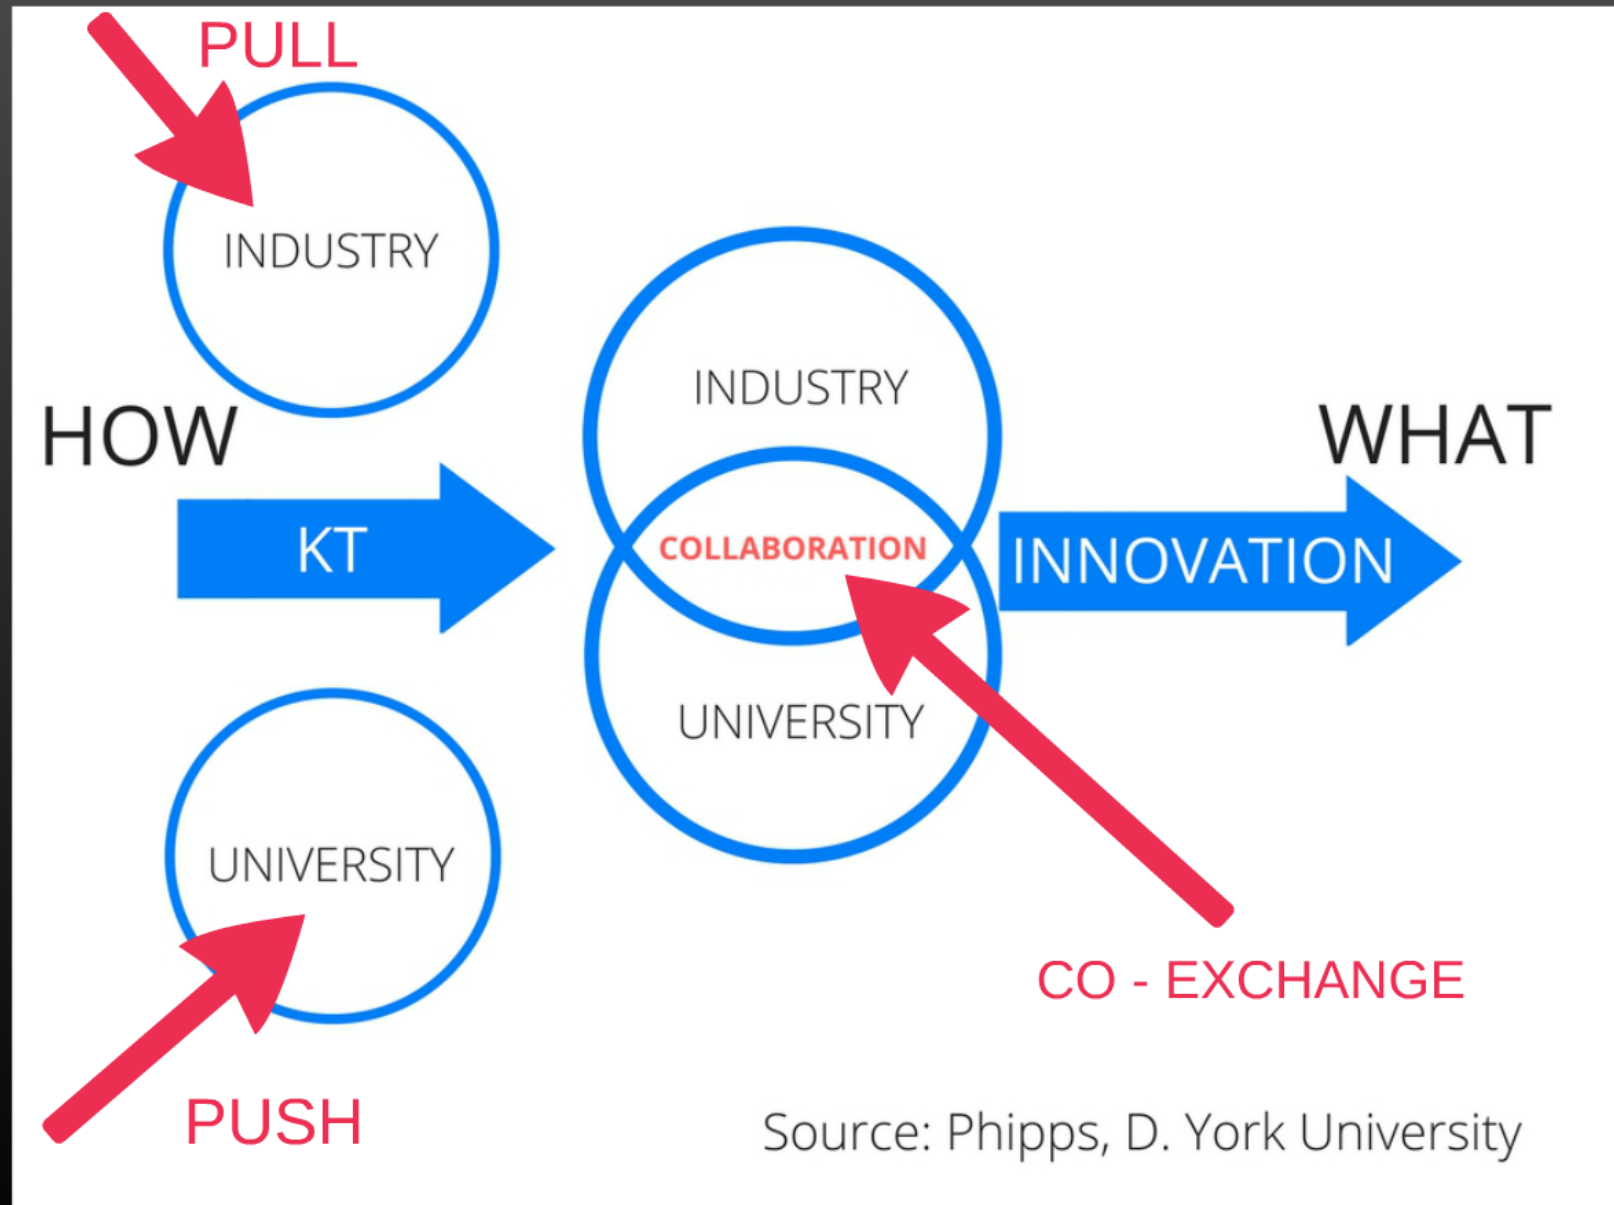 PULL
INDUSTRY
HOW
KT
UNIVERSITY
PUSH
INDUSTRY
COLLABORATION
UNIVERSITY
WHAT
INNOVATION
CO - EXCHANGE
Source: Phipps, D. York University